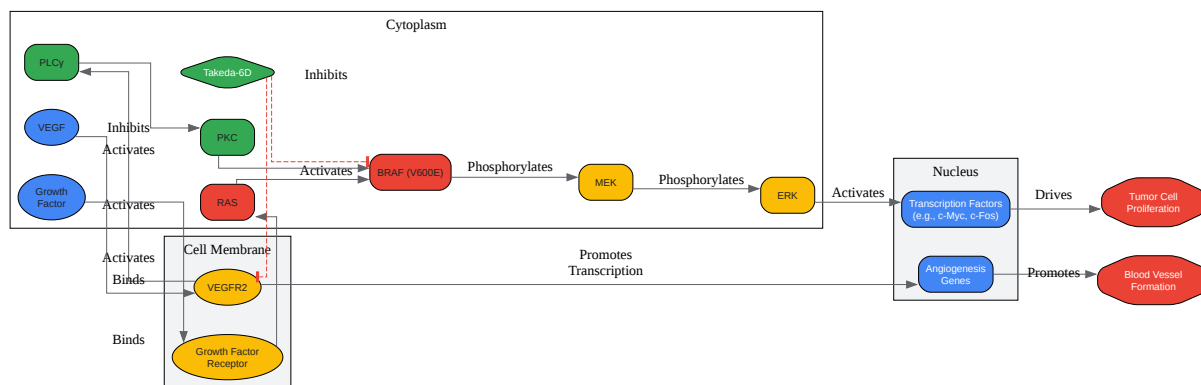 Cytoplasm
PLCγ
Takeda-6D
Inhibits
VEGF
Inhibits
PKC
Activates
Activates
BRAF (V600E)
Phosphorylates
MEK
Phosphorylates
ERK
Activates
Growth
Factor
Activates
RAS
Nucleus
Transcription Factors
(e.g., c-Myc, c-Fos)
Drives
Tumor Cell
Proliferation
Cell Membrane
Activates
Binds
VEGFR2
Promotes
Transcription
Angiogenesis
Genes
Promotes
Blood Vessel
Formation
Binds
Growth Factor
Receptor